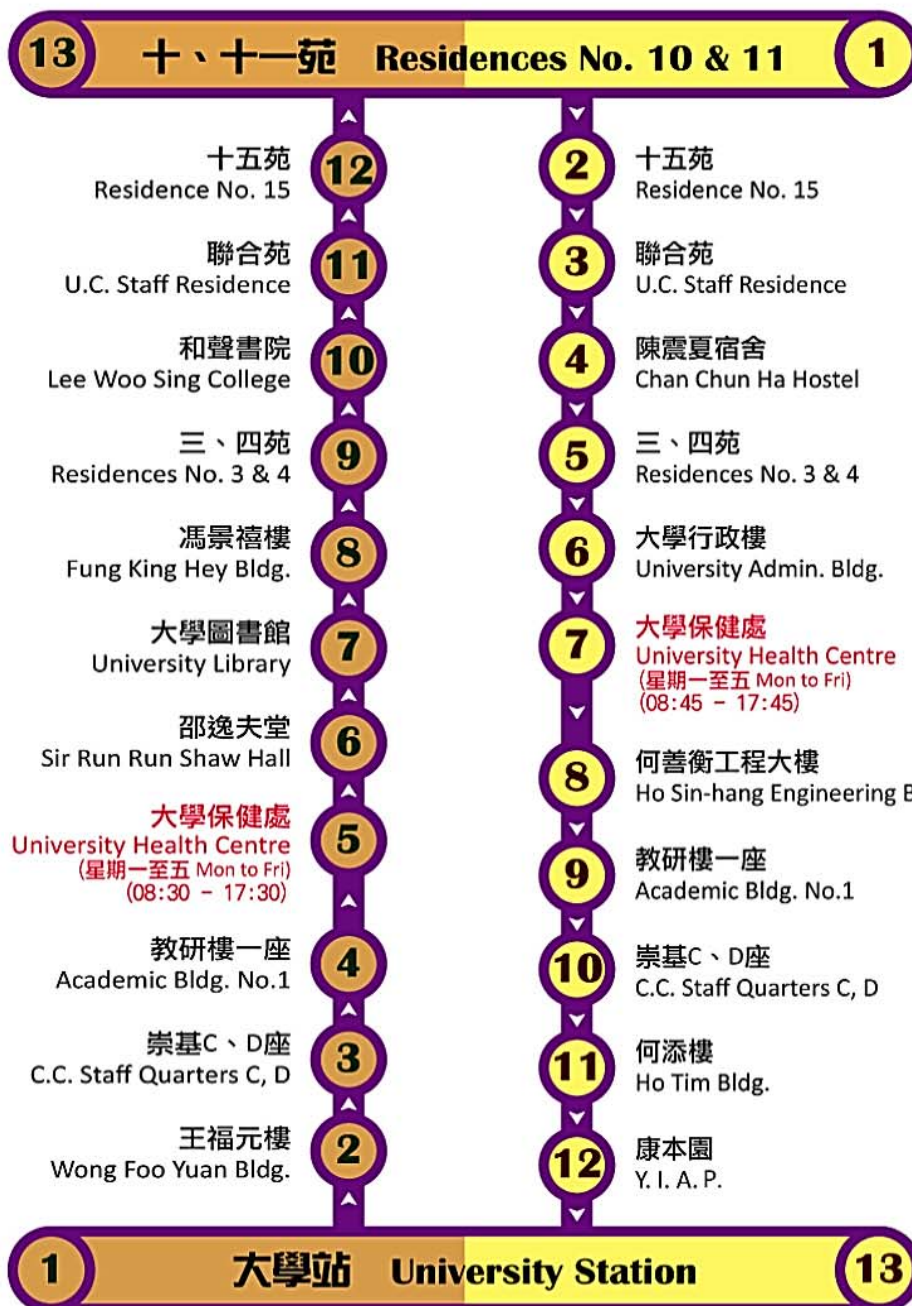 13 十、十一苑 Residences No. 10 & 11 1
十五苑
Residence No. 15
12
聯合苑
U.C. Staff Residence
11
和聲書院
Lee Woo Sing College
10
三、四苑
Residences No. 3 & 4
9
馮景禧樓
Fung King Hey Bldg.
8
大學圖書館
University Library
7
邵逸夫堂
Sir Run Run Shaw Hall
6
大學保健處
University Health Centre
(星期一至五 Mon to Fri)
(08:30 - 17:30)
5
教研樓一座
Academic Bldg. No.1
4
崇基C、D座
C.C. Staff Quarters C, D
3
王福元樓
Wong Foo Yuan Bldg.
2
2
十五苑
Residence No. 15
3
聯合苑
U.C. Staff Residence
4
陳震夏宿舍
Chan Chun Ha Hostel
5
三、四苑
Residences No. 3 & 4
6
大學行政樓
University Admin. Bldg.
7
大學保健處
University Health Centre
(星期一至五 Mon to Fri)
(08:45 - 17:45)
8
何善衡工程大樓
Ho Sin-hang Engineering B
9
教研樓一座
Academic Bldg. No.1
10
崇基C、D座
C.C. Staff Quarters C, D
11
何添樓
Ho Tim Bldg.
12
康本園
Y. I. A. P.
1 大學站 University Station 13